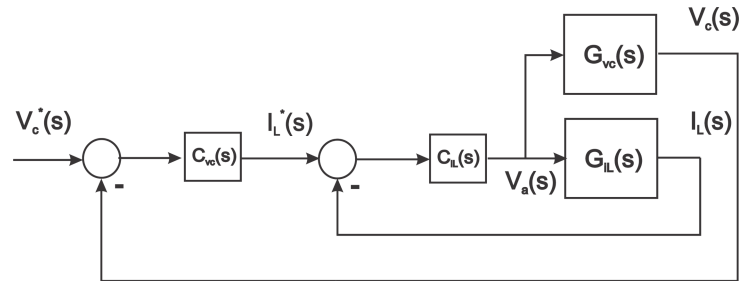 V_c(s)
G_vc(s)
V_c^*(s)
I_L^*(s)
I_L(s)
C_vc(s)
C_IL(s)
G_IL(s)
V_a(s)
-
-